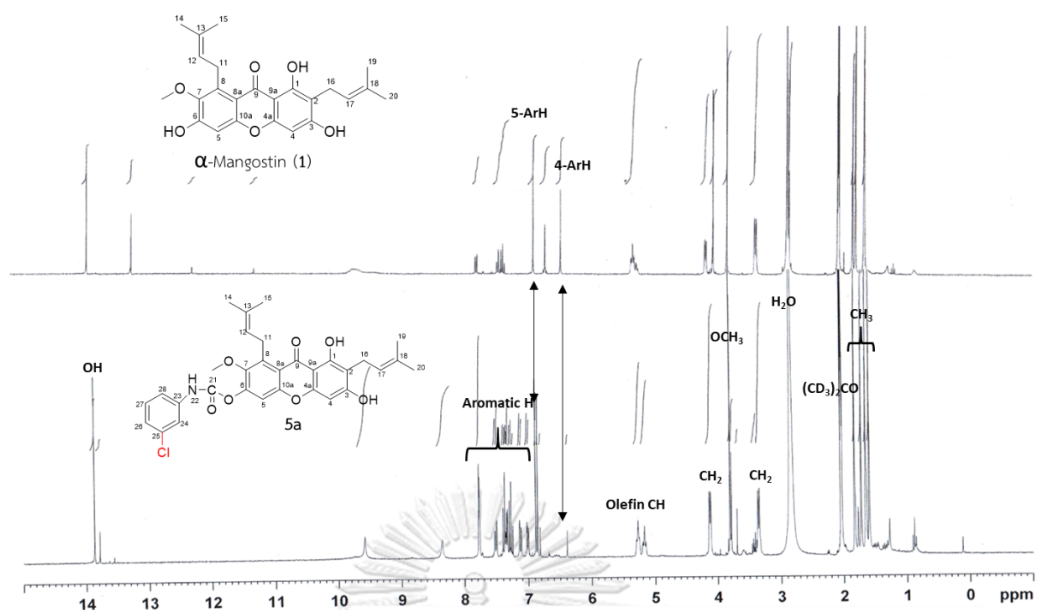 14
15
13
12
11
O
OH
19
16
8
9
1
18
O
7
8a
9a
2
17
20
6
10a
4a
3
HO
5
O
4
OH
α-Mangostin (1)
5-ArH
4-ArH
14
15
13
12
11
O
OH
19
8
9
1
16
18
O
7
8a
9a
2
17
20
H
N
21
C
6
10a
4a
3
28
23
22
O
O
5
O
4
OH
27
24
26
25
Cl
5a
OH
Aromatic H
H2O
OCH3
CH3
(CD3)2CO
CH2
CH2
Olefin CH
14 13 12 11 10 9 8 7 6 5 4 3 2 1 0 ppm